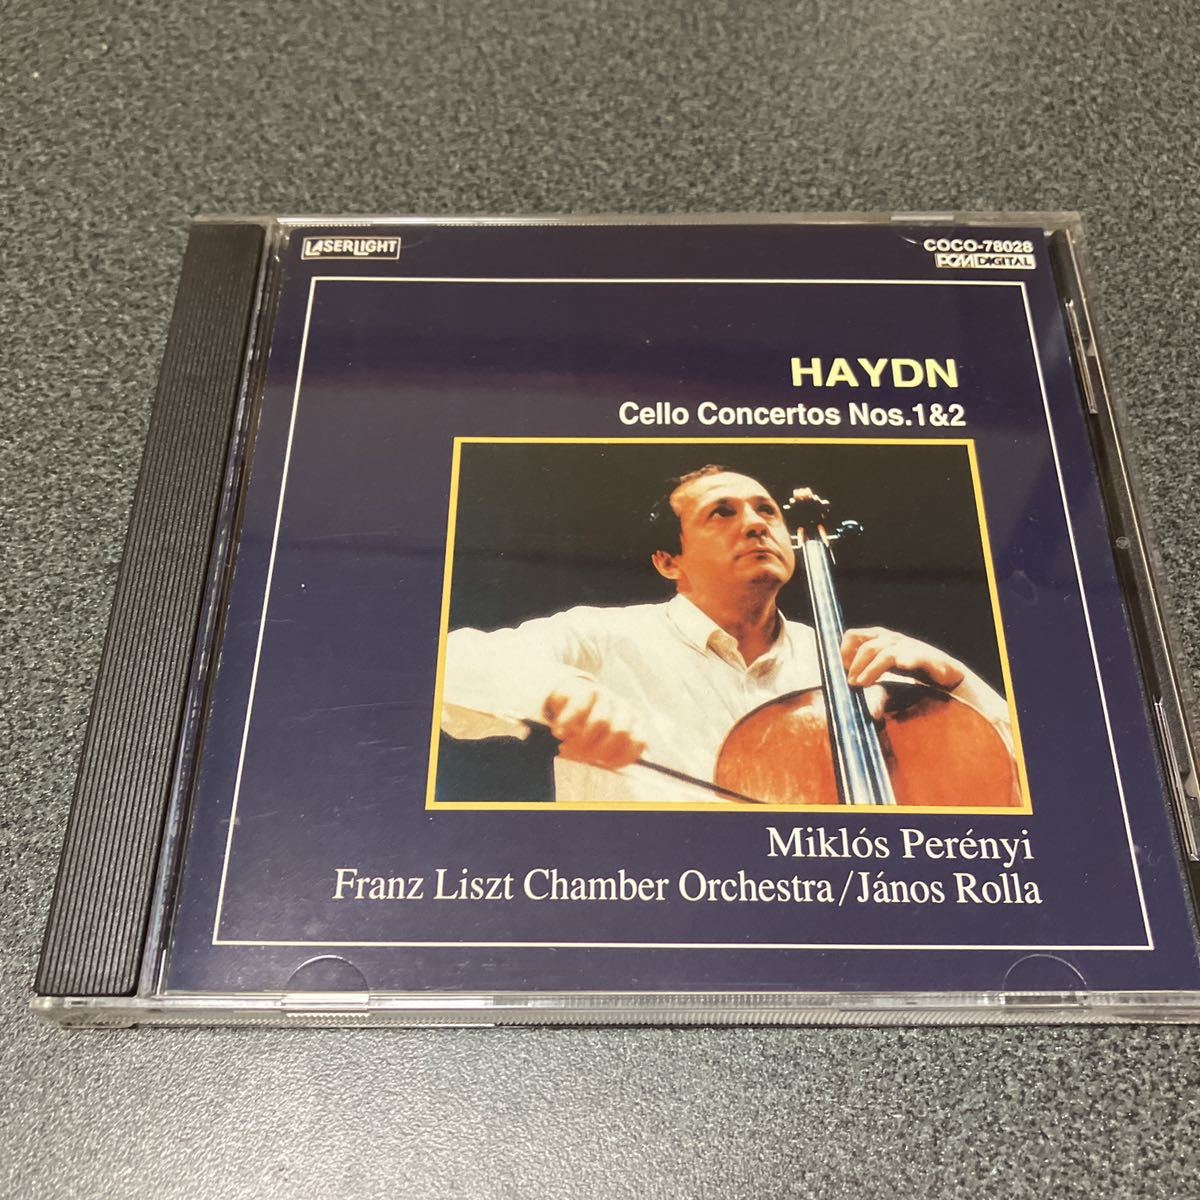 LASERLIGHT
COCO-78028
PCM DIGITAL
HAYDN
Cello Concertos Nos.1&2
Miklós Perényi
Franz Liszt Chamber Orchestra/János Rolla